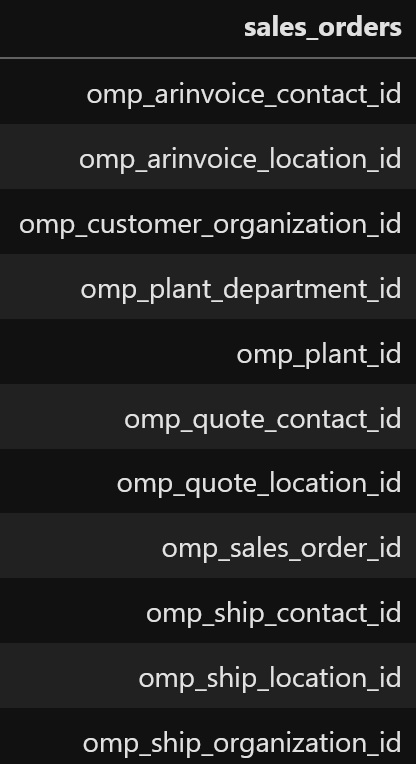 sales_orders
omp_arinvoice_contact_id
omp_arinvoice_location_id
omp_customer_organization_id
omp_plant_department_id
omp_plant_id
omp_quote_contact_id
omp_quote_location_id
omp_sales_order_id
omp_ship_contact_id
omp_ship_location_id
omp_ship_organization_id